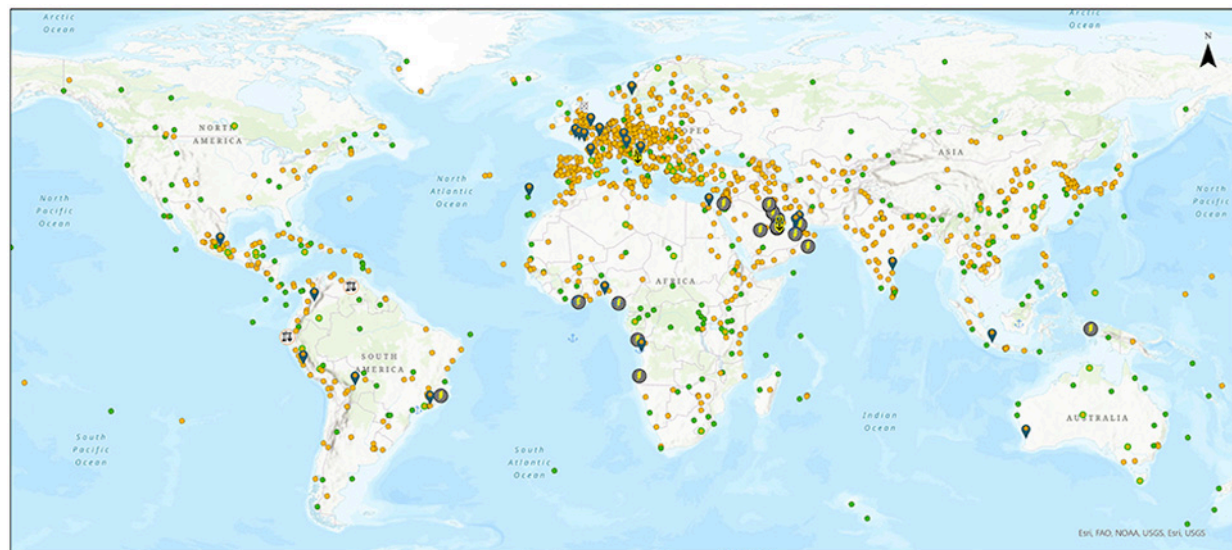 Arctic
Ocean
Arctic
Ocean
N
NORTH
AMERICA
ASIA
North
Atlantic
Ocean
North
Pacific
Ocean
North
Pacific
Ocean
AFRICA
SOUTH
AMERICA
AUSTRALIA
Indian
Ocean
South
Pacific
Ocean
South
Atlantic
Ocean
Esri, FAO, NOAA, USGS, Esri, USGS